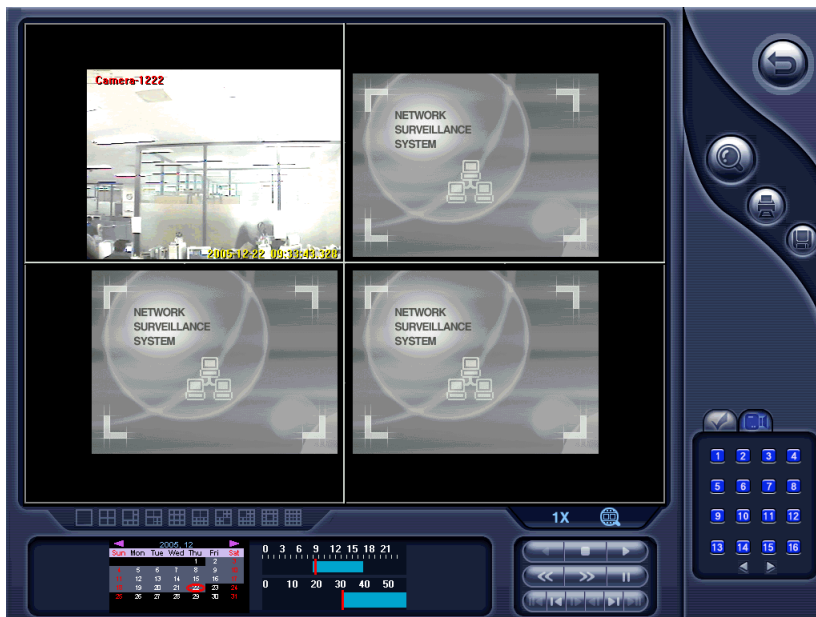 Camera-1222
2005-12-22 09:33:43.328
NETWORK
SURVEILLANCE
SYSTEM
NETWORK
SURVEILLANCE
SYSTEM
NETWORK
SURVEILLANCE
SYSTEM
1X
1 2 3 4
5 6 7 8
9 10 11 12
13 14 15 16
2005 12
Sun Mon Tue Wed Thu Fri Sat
1 2 3
4 5 6 7 8 9 10
11 12 13 14 15 16 17
18 19 20 21 22 23 24
25 26 27 28 29 30 31
0 3 6 9 12 15 18 21
0 10 20 30 40 50